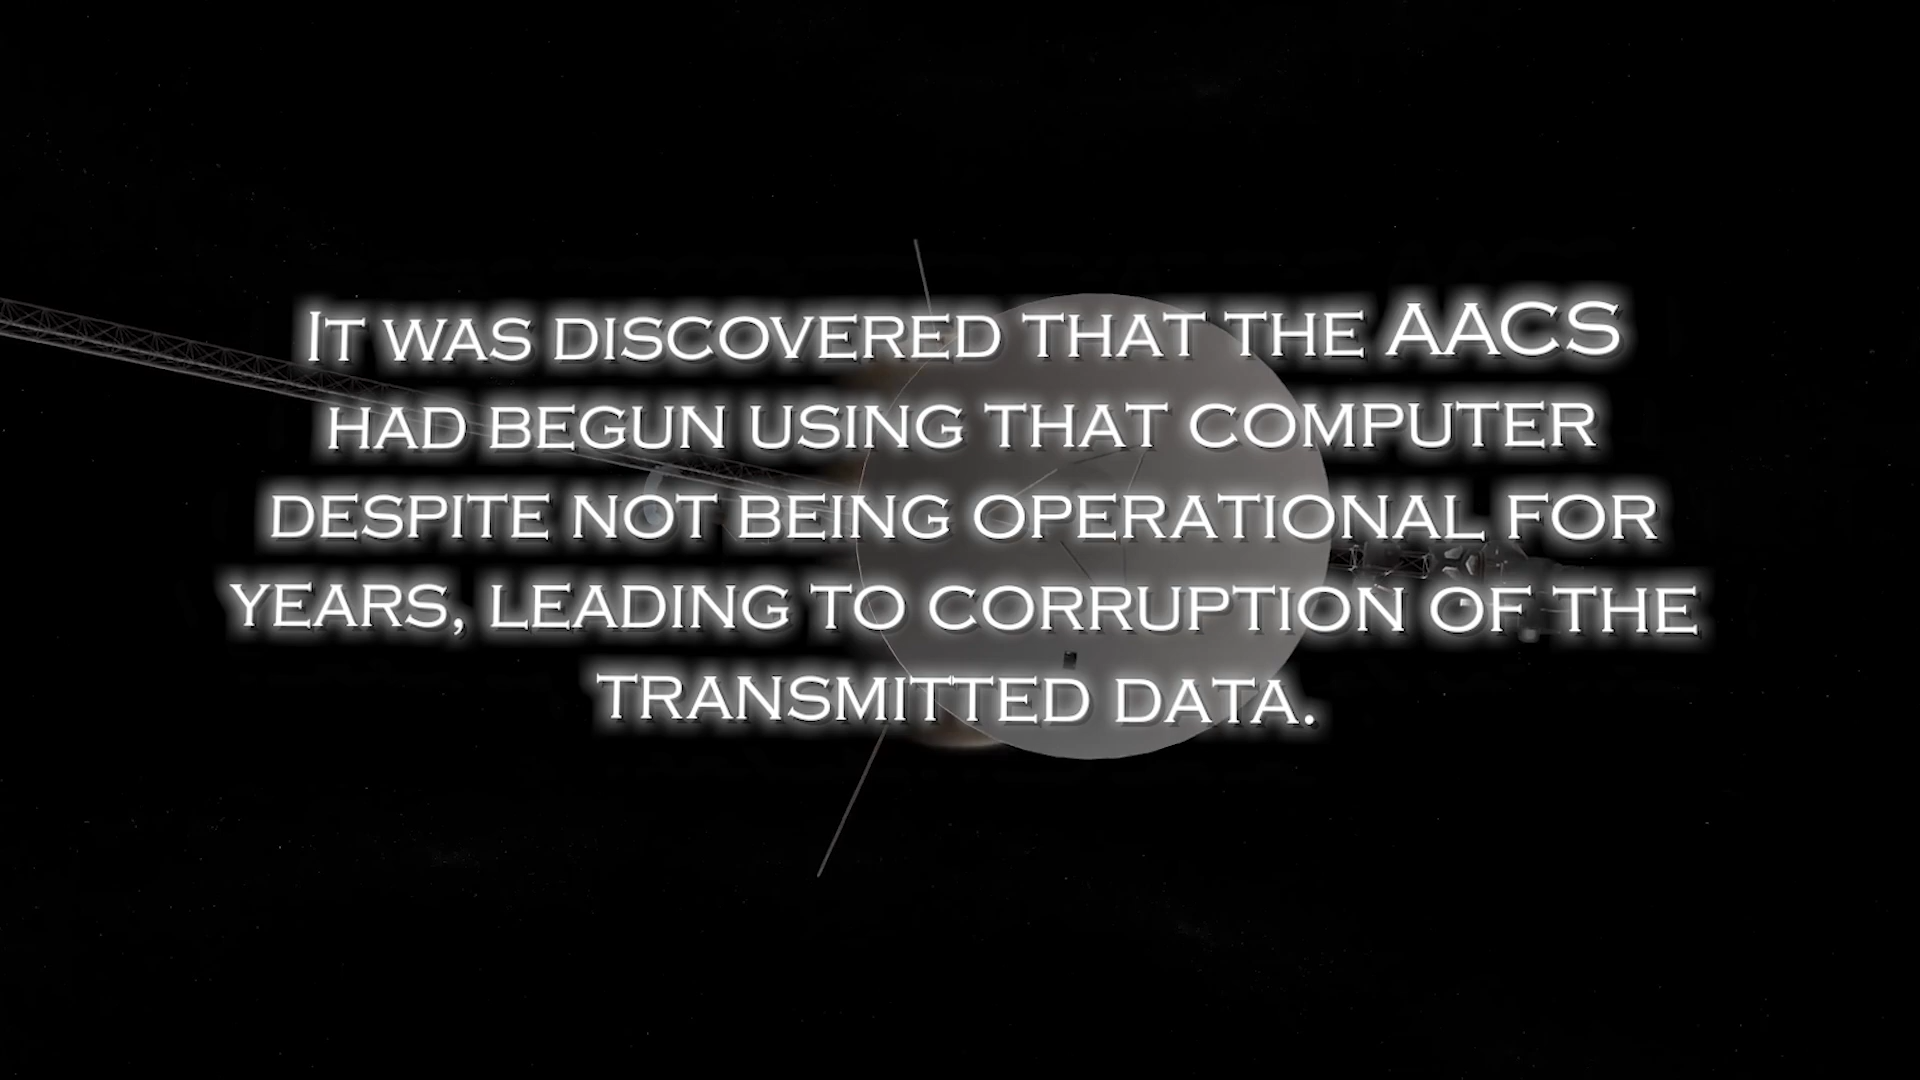 It was discovered that the AACS
had begun using that computer
despite not being operational for
years, leading to corruption of the
transmitted data.